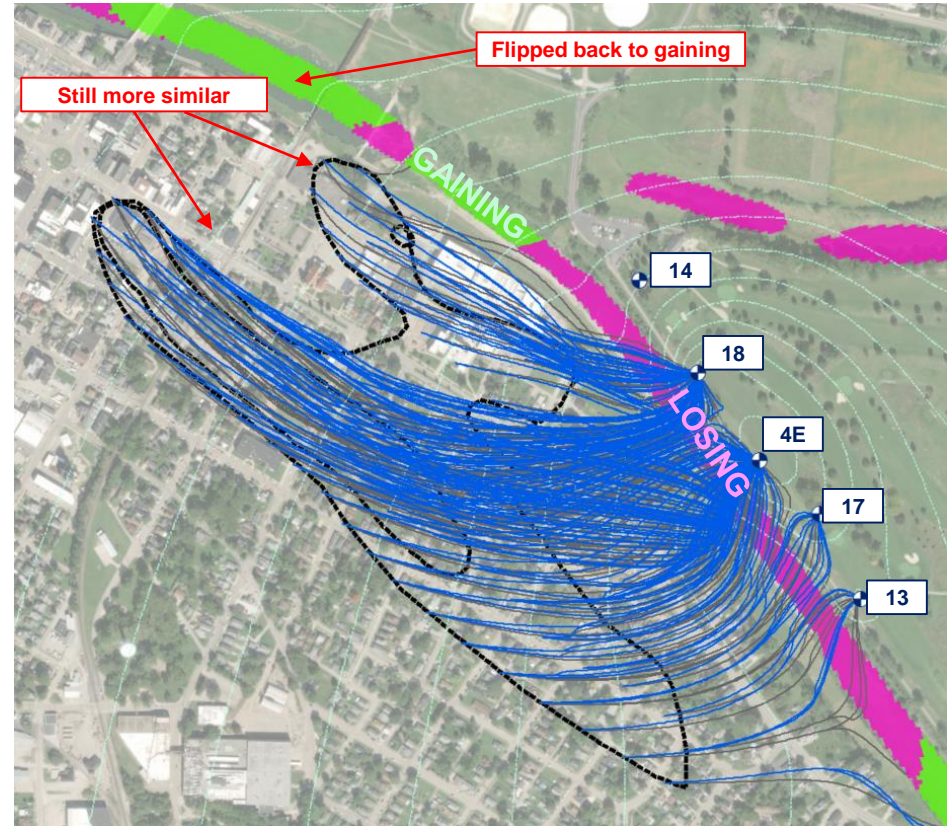 Flipped back to gaining
Still more similar
GAINING
14
18
LOSING
4E
17
13